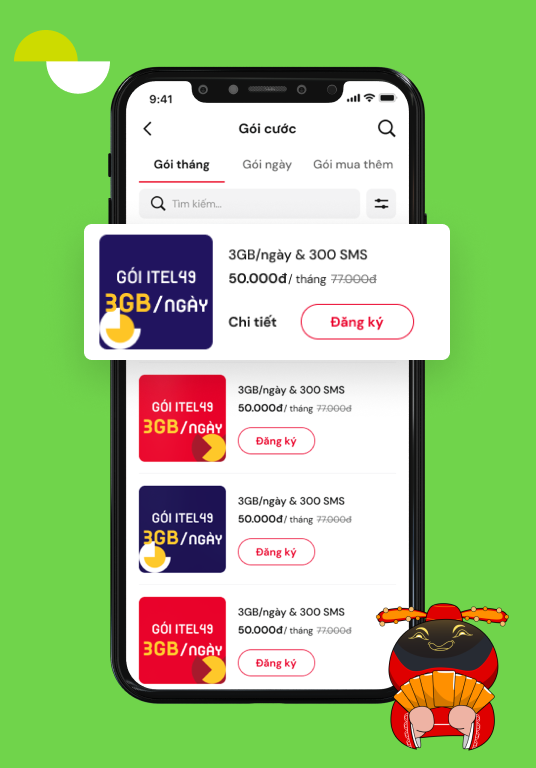 9:41
Gói cước
Gói tháng
Gói ngày
Gói mua thêm
Tìm kiếm...
GÓI ITEL49
3GB/NGÀY
3GB/ngày & 300 SMS
50.000đ/ tháng 77.000đ
Chi tiết
Đăng ký
GÓI ITEL49
3GB/NGÀY
3GB/ngày & 300 SMS
50.000đ/ tháng 77.000đ
Đăng ký
GÓI ITEL49
3GB/NGÀY
3GB/ngày & 300 SMS
50.000đ/ tháng 77.000đ
Đăng ký
GÓI ITEL49
3GB/NGÀY
3GB/ngày & 300 SMS
50.000đ/ tháng 77.000đ
Đăng ký